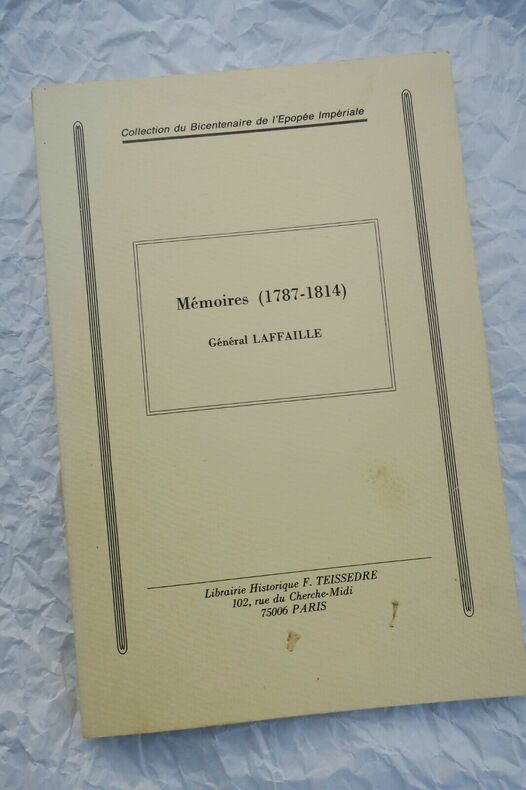 Collection du Bicentenaire de l'Epopée Impériale
Mémoires (1787-1814)
Général LAFFAILLE
Librairie Historique F. TEISSEDRE
102, rue du Cherche-Midi
75006 PARIS